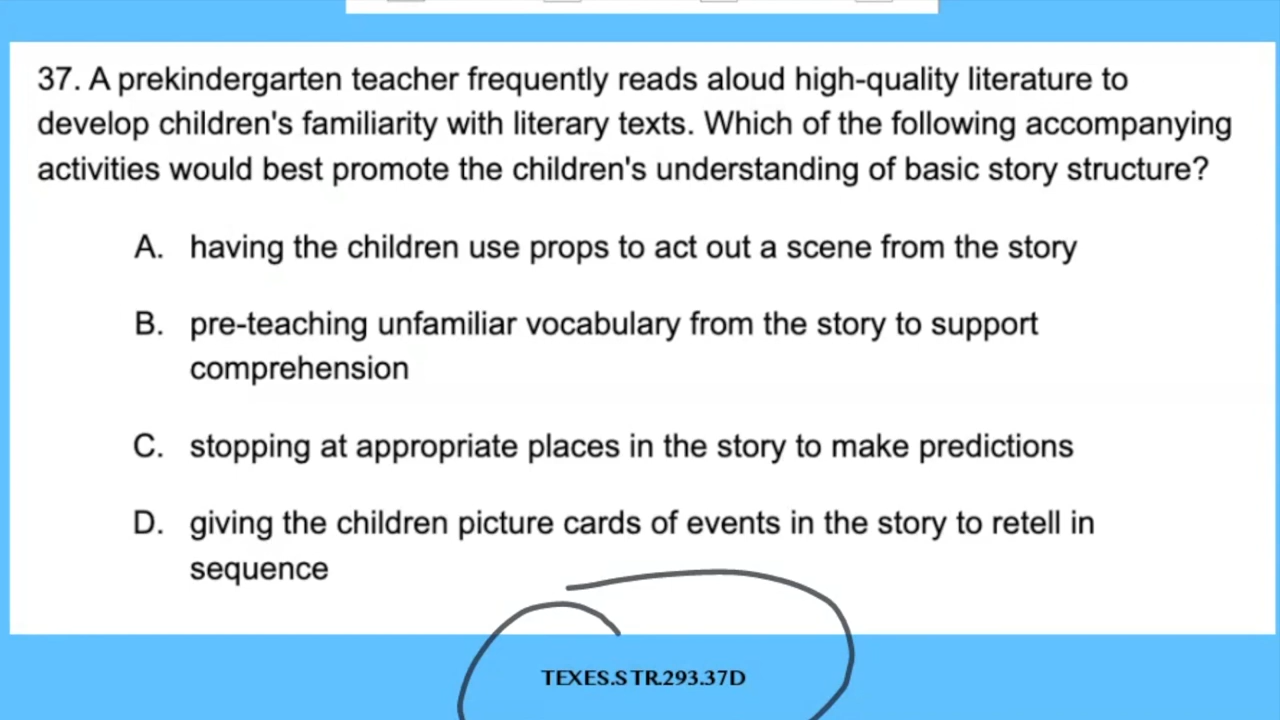 37. A prekindergarten teacher frequently reads aloud high-quality literature to
develop children's familiarity with literary texts. Which of the following accompanying
activities would best promote the children's understanding of basic story structure?
A. having the children use props to act out a scene from the story
B. pre-teaching unfamiliar vocabulary from the story to support
comprehension
C. stopping at appropriate places in the story to make predictions
D. giving the children picture cards of events in the story to retell in
sequence
TEXES.STR.293.37D